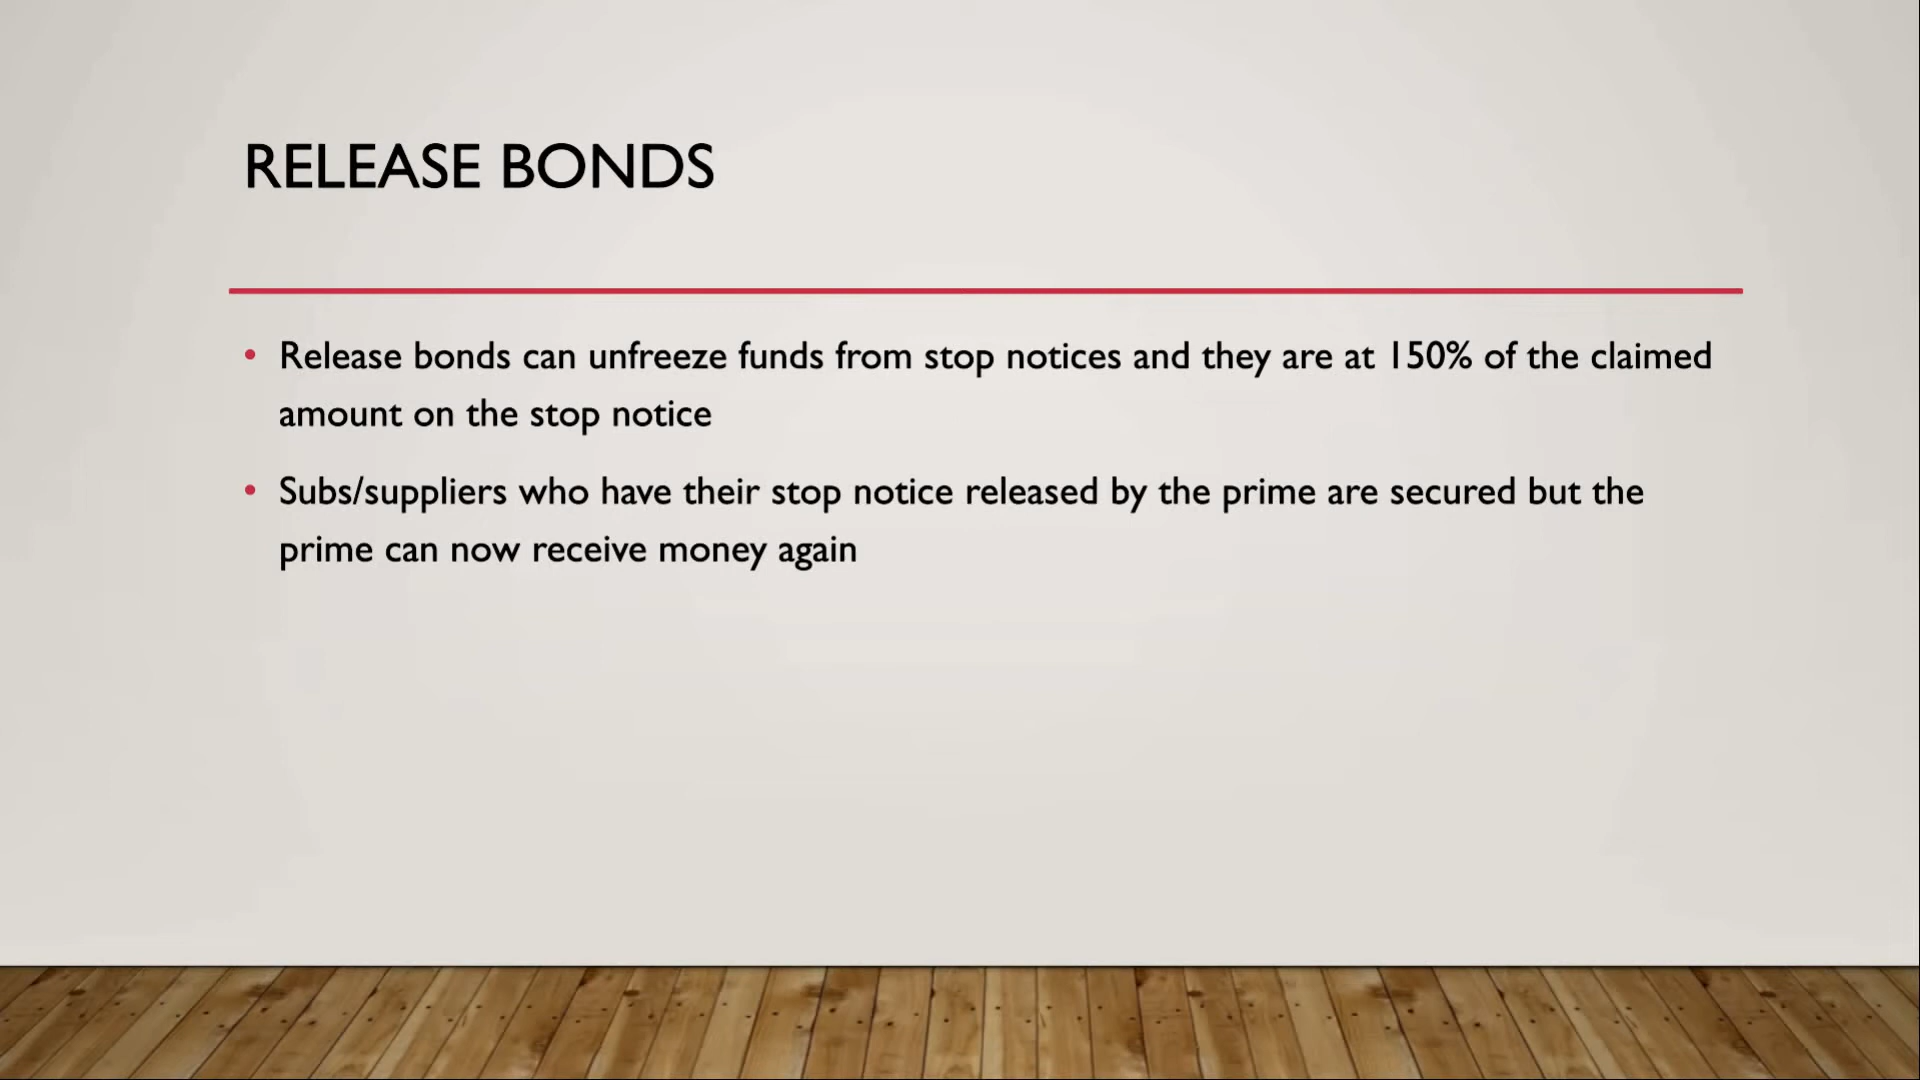 RELEASE BONDS
• Release bonds can unfreeze funds from stop notices and they are at 150% of the claimed
amount on the stop notice
• Subs/suppliers who have their stop notice released by the prime are secured but the
prime can now receive money again